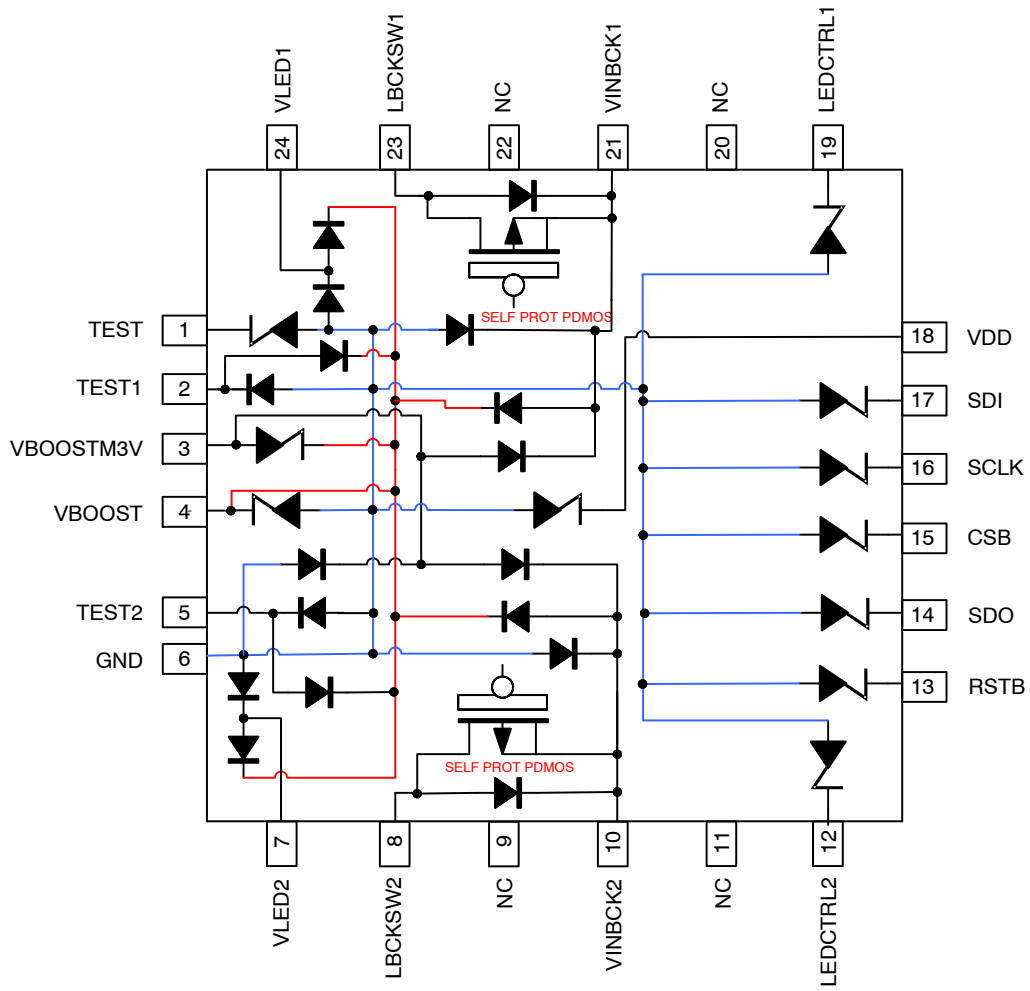 VLED1
LBCKSW1
NC
VINBCK1
NC
LEDCTRL1
24
23
22
21
20
19
SELF PROT PDMOS
TEST 1
18 VDD
TEST1 2
17 SDI
VBOOSTM3V 3
16 SCLK
VBOOST 4
15 CSB
TEST2 5
14 SDO
GND 6
13 RSTB
SELF PROT PDMOS
7
8
9
10
11
12
VLED2
LBCKSW2
NC
VINBCK2
NC
LEDCTRL2